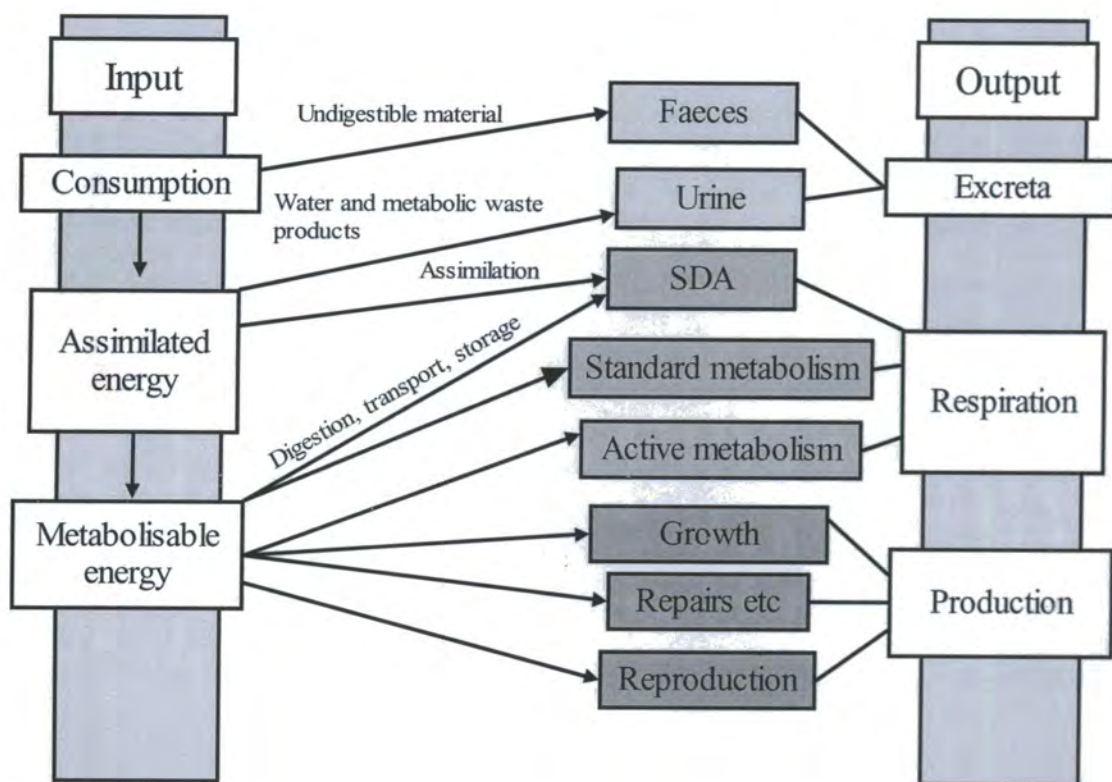 Input
Output
Undigestible material
Faeces
Consumption
Excreta
Water and metabolic waste
products
Urine
Assimilation
SDA
Assimilated
energy
Digestion, transport, storage
Standard metabolism
Respiration
Active metabolism
Metabolisable
energy
Growth
Repairs etc
Production
Reproduction